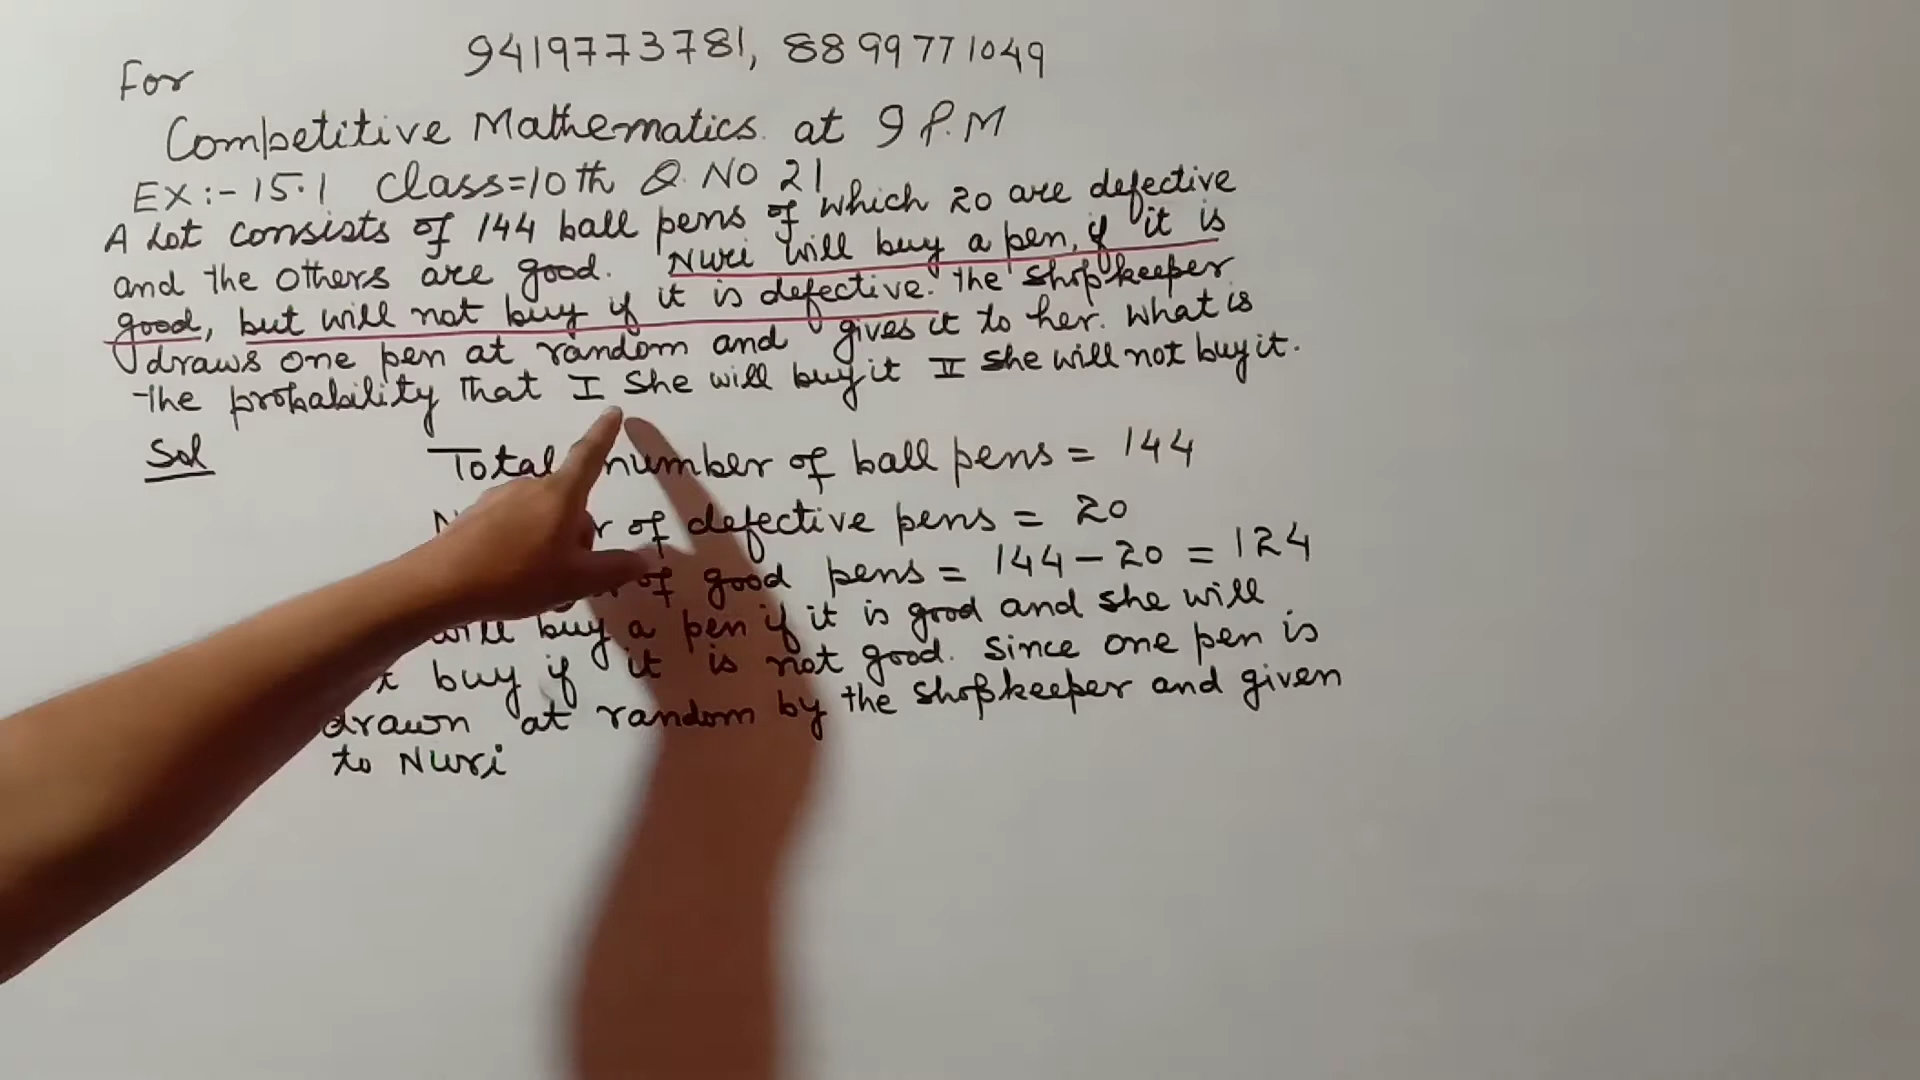 9419773781, 8899771049
For
Competitive Mathematics at 9 P.M
EX:- 15.1 Class=10th Q. NO 21
A Lot consists of 144 ball pens of which 20 are defective
and the others are good. Nuri will buy a pen, if it is
good, but will not buy if it is defective. The shopkeeper
draws one pen at random and gives it to her. What is
the probability that I She will buy it II She will not buy it.
Sol
Total number of ball pens = 144
of defective pens = 20
of good pens = 144 - 20 = 124
will buy a pen if it is good and she will
buy if it is not good. Since one pen is
drawn at random by the shopkeeper and given
to Nuri